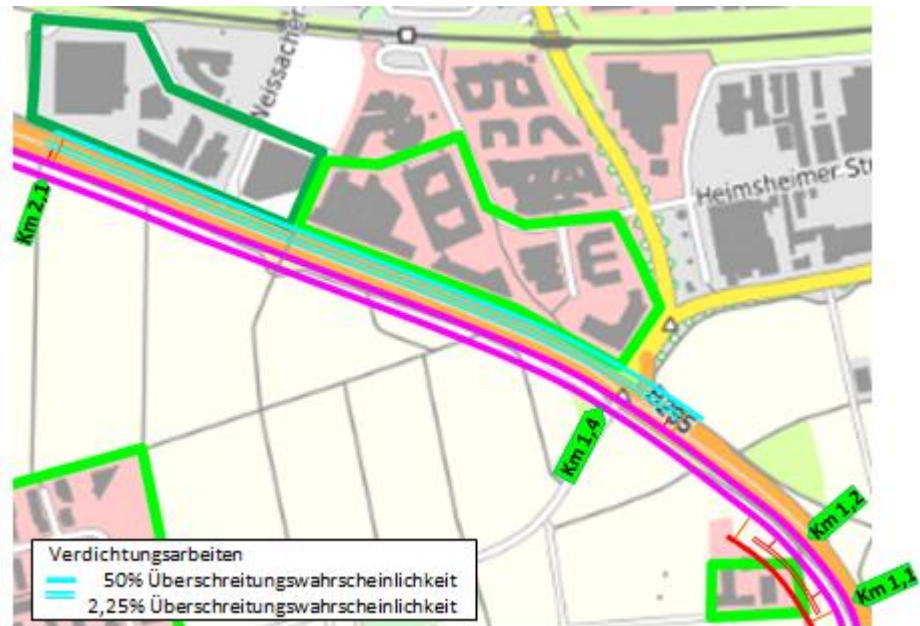 Weissacher
Heimsheimer Str
Km 2,1
Km 1,4
Km 1,2
Km 1,1
Verdichtungsarbeiten
50% Überschreitungswahrscheinlichkeit
2,25% Überschreitungswahrscheinlichkeit